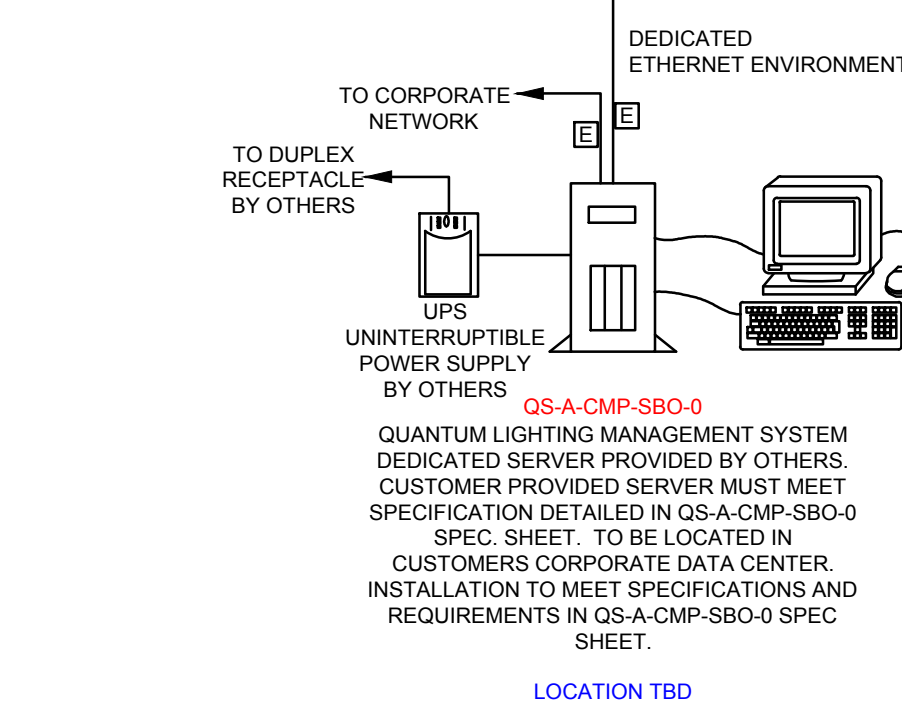 DEDICATED
ETHERNET ENVIRONMENT
TO CORPORATE
NETWORK
E
E
TO DUPLEX
RECEPTACLE
BY OTHERS
UPS
UNINTERRUPTIBLE
POWER SUPPLY
BY OTHERS
QS-A-CMP-SBO-0
QUANTUM LIGHTING MANAGEMENT SYSTEM
DEDICATED SERVER PROVIDED BY OTHERS.
CUSTOMER PROVIDED SERVER MUST MEET
SPECIFICATION DETAILED IN QS-A-CMP-SBO-0
SPEC. SHEET. TO BE LOCATED IN
CUSTOMERS CORPORATE DATA CENTER.
INSTALLATION TO MEET SPECIFICATIONS AND
REQUIREMENTS IN QS-A-CMP-SBO-0 SPEC
SHEET.
LOCATION TBD